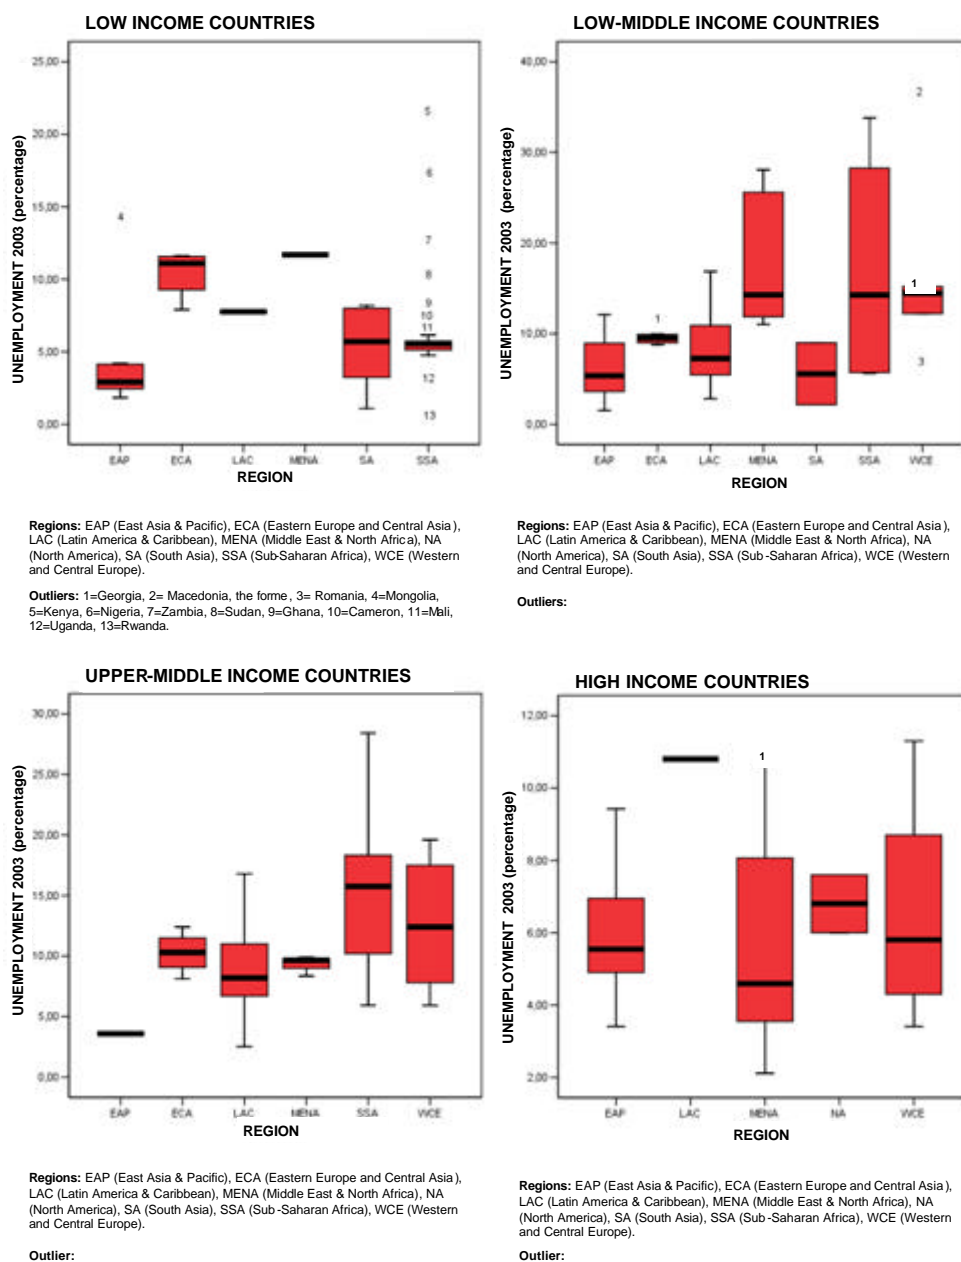 LOW INCOME COUNTRIES
UNEMPLOYMENT 2003 (percentage)
25,00
20,00
15,00
10,00
5,00
0,00
4
5
6
7
8
9
10
11
12
13
EAP ECA LAC MENA SA SSA
REGION
Regions: EAP (East Asia & Pacific), ECA (Eastern Europe and Central Asia),
LAC (Latin America & Caribbean), MENA (Middle East & North Africa), NA
(North America), SA (South Asia), SSA (Sub-Saharan Africa), WCE (Western
and Central Europe).
Outliers: 1=Georgia, 2= Macedonia, the forme, 3= Romania, 4=Mongolia,
5=Kenya, 6=Nigeria, 7=Zambia, 8=Sudan, 9=Ghana, 10=Cameron, 11=Mali,
12=Uganda, 13=Rwanda.
LOW-MIDDLE INCOME COUNTRIES
UNEMPLOYMENT 2003 (percentage)
40,00
30,00
20,00
10,00
0,00
1
2
1
3
EAP ECA LAC MENA SA SSA WCE
REGION
Regions: EAP (East Asia & Pacific), ECA (Eastern Europe and Central Asia),
LAC (Latin America & Caribbean), MENA (Middle East & North Africa), NA
(North America), SA (South Asia), SSA (Sub-Saharan Africa), WCE (Western
and Central Europe).
Outliers:
UPPER-MIDDLE INCOME COUNTRIES
UNEMPLOYMENT 2003 (percentage)
30,00
25,00
20,00
15,00
10,00
5,00
0,00
EAP ECA LAC MENA SSA WCE
REGION
Regions: EAP (East Asia & Pacific), ECA (Eastern Europe and Central Asia),
LAC (Latin America & Caribbean), MENA (Middle East & North Africa), NA
(North America), SA (South Asia), SSA (Sub-Saharan Africa), WCE (Western
and Central Europe).
Outlier:
HIGH INCOME COUNTRIES
UNEMPLOYMENT 2003 (percentage)
12,00
10,00
8,00
6,00
4,00
2,00
1
EAP LAC MENA NA WCE
REGION
Regions: EAP (East Asia & Pacific), ECA (Eastern Europe and Central Asia),
LAC (Latin America & Caribbean), MENA (Middle East & North Africa), NA
(North America), SA (South Asia), SSA (Sub-Saharan Africa), WCE (Western
and Central Europe).
Outlier: